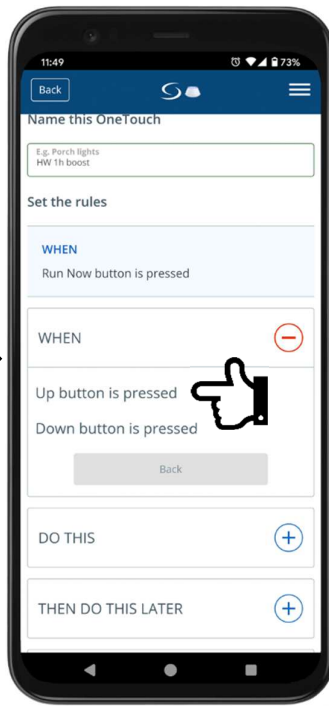 11:49
73%
Back
Name this OneTouch
E.g. Porch lights
HW 1h boost
Set the rules
WHEN
Run Now button is pressed
WHEN
Up button is pressed
Down button is pressed
Back
DO THIS
THEN DO THIS LATER